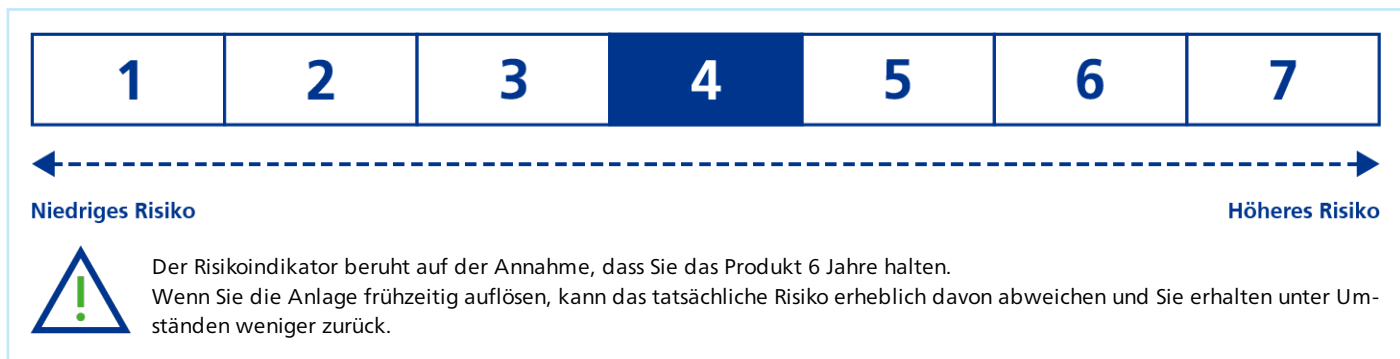 1 2 3 4 5 6 7
Niedriges Risiko Höheres Risiko
Der Risikoindikator beruht auf der Annahme, dass Sie das Produkt 6 Jahre halten.
Wenn Sie die Anlage frühzeitig auflösen, kann das tatsächliche Risiko erheblich davon abweichen und Sie erhalten unter Um-
ständen weniger zurück.